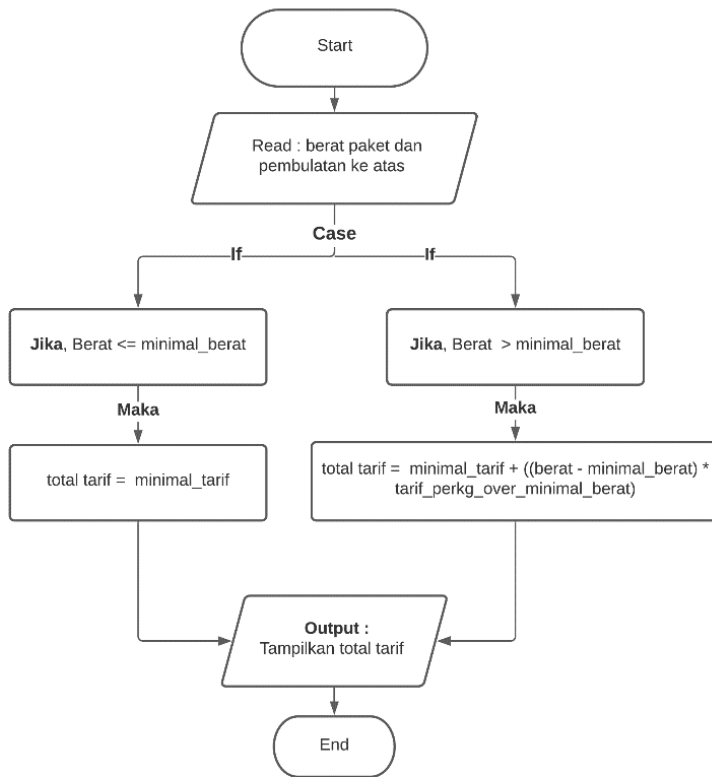 Start
Read : berat paket dan
pembulatan ke atas
Case
If
If
Jika, Berat <= minimal_berat
Jika, Berat > minimal_berat
Maka
Maka
total tarif = minimal_tarif
total tarif = minimal_tarif + ((berat - minimal_berat) *
tarif_perkg_over_minimal_berat)
Output :
Tampilkan total tarif
End